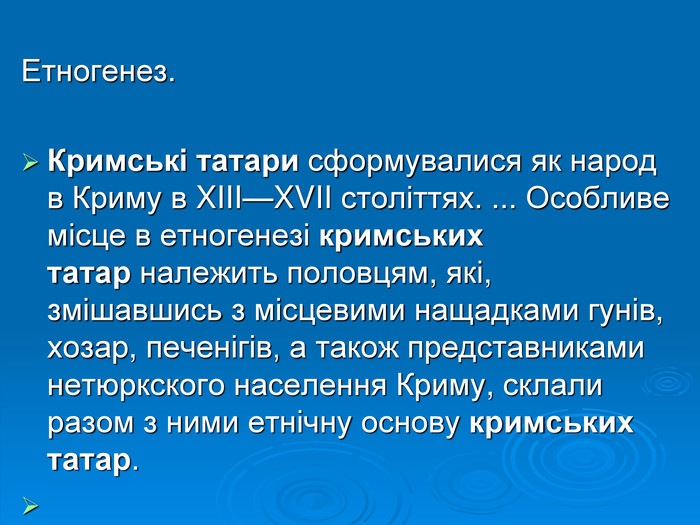 Етногенез.
Кримські татари сформувалися як народ
в Криму в XIII—XVII століттях. ... Особливе
місце в етногенезі кримських
татар належить половцям, які,
змішавшись з місцевими нащадками гунів,
хозар, печенігів, а також представниками
нетюркского населення Криму, склали
разом з ними етнічну основу кримських
татар.